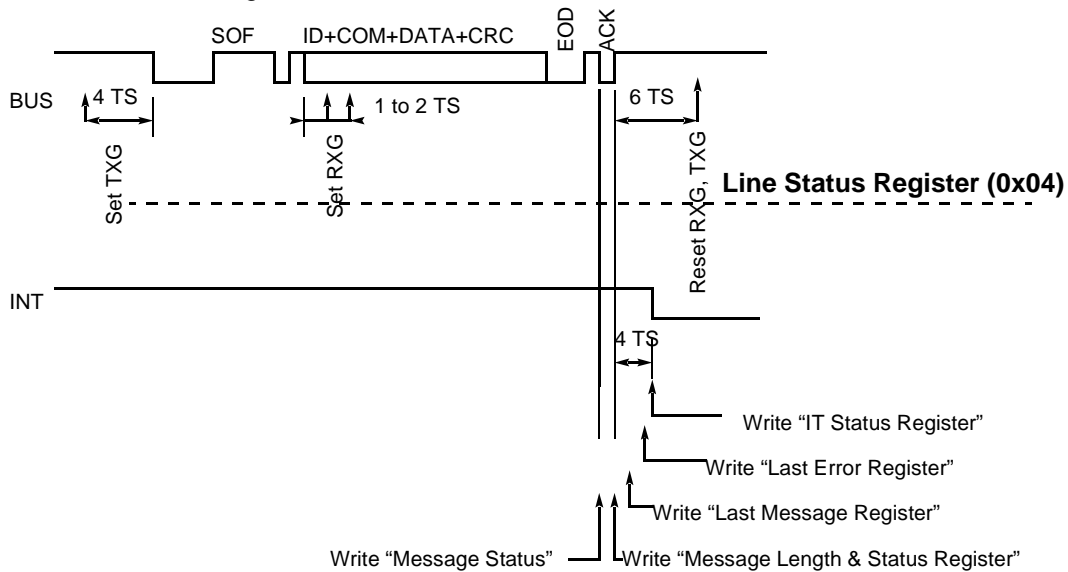 SOF
ID+COM+DATA+CRC
EOD
ACK
BUS
4 TS
1 to 2 TS
6 TS
Set TXG
Set RXG
Reset RXG, TXG
Line Status Register (0x04)
INT
4 TS
Write “IT Status Register”
Write “Last Error Register”
Write “Last Message Register”
Write “Message Status”
Write “Message Length & Status Register”